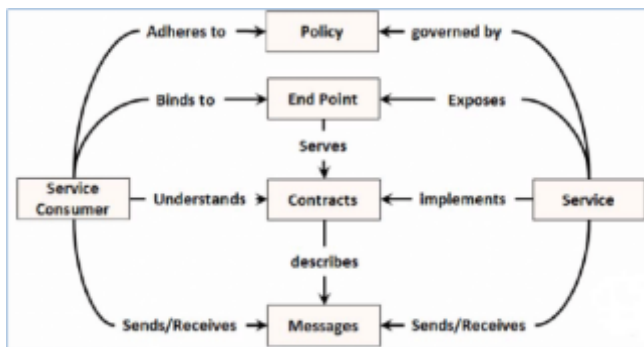 Adheres to Policy governed by
Binds to End Point Exposes
Serves
Service
Consumer
Understands Contracts implements Service
describes
Sends/Receives Messages Sends/Receives